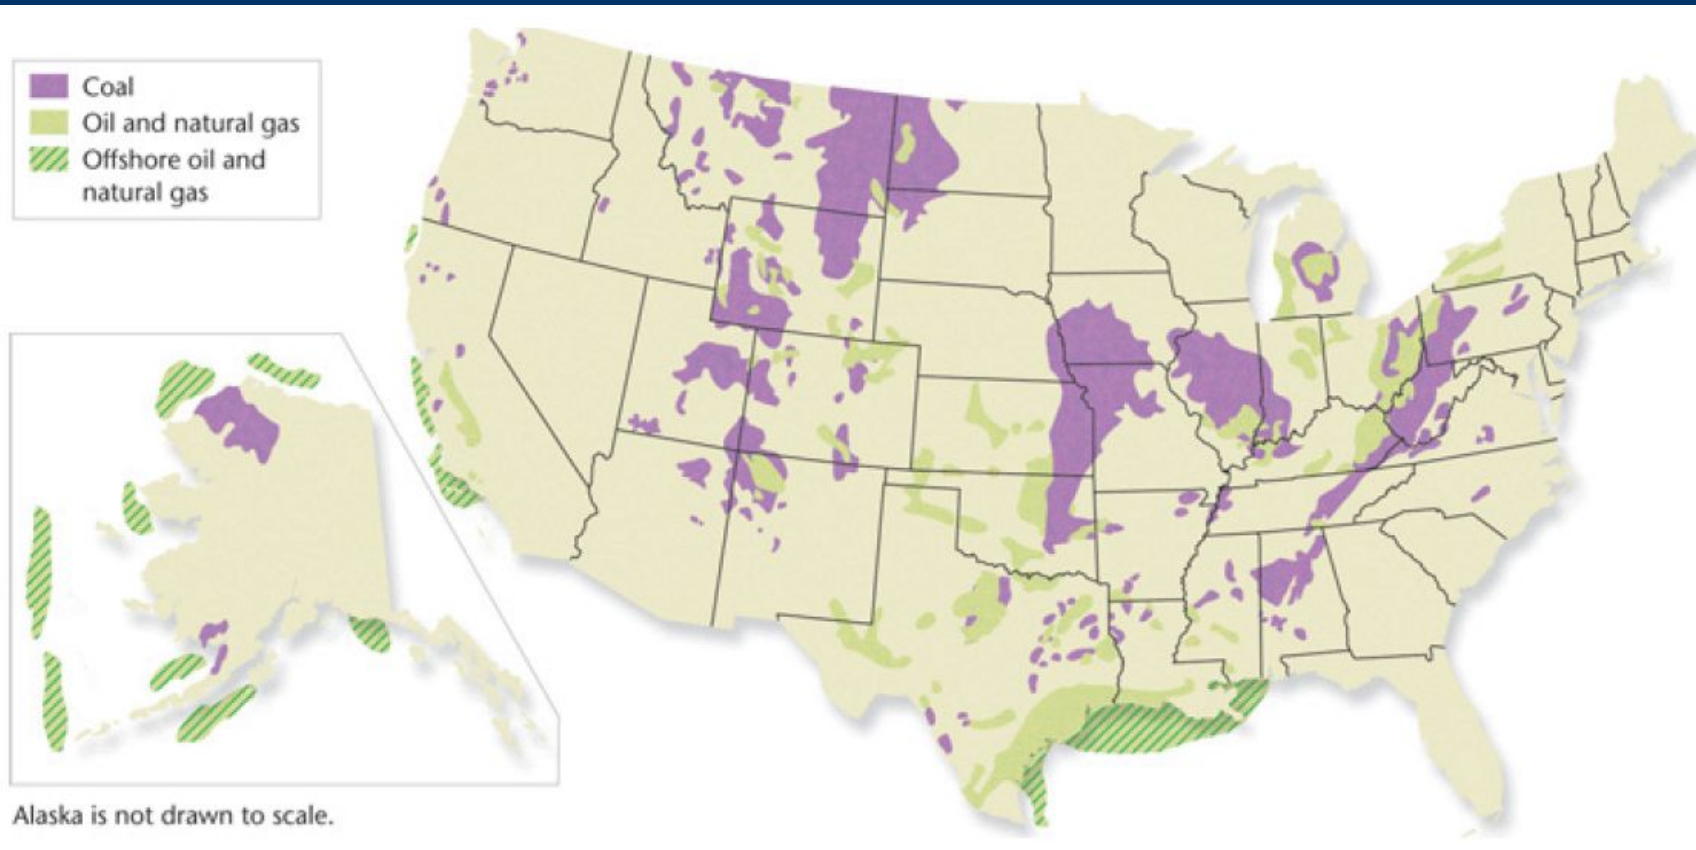 Coal
Oil and natural gas
Offshore oil and
natural gas
Alaska is not drawn to scale.